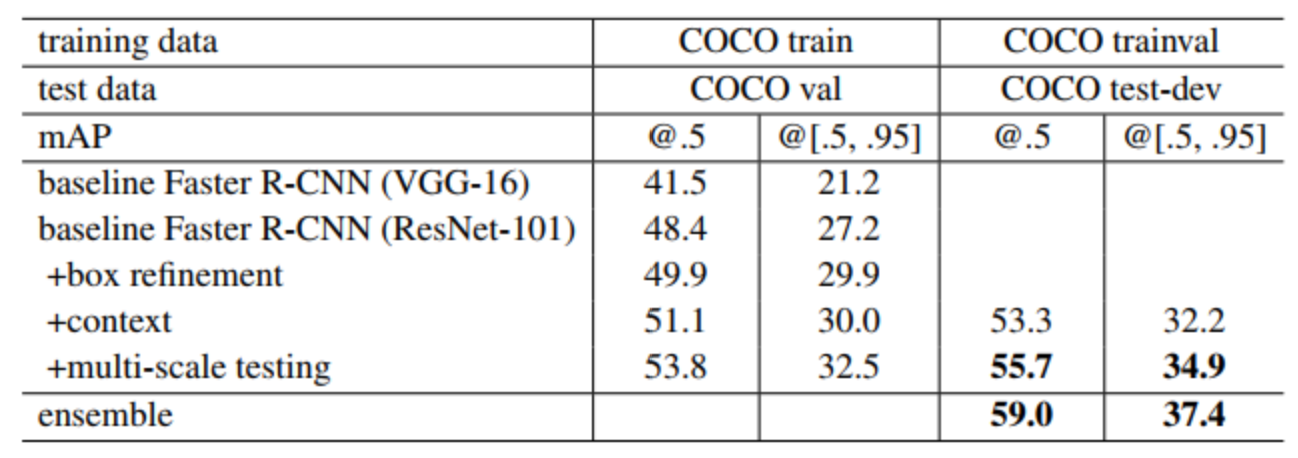 training data COCO train COCO trainval
test data COCO val COCO test-dev
mAP @.5 @[.5, .95] @.5 @[.5, .95]
baseline Faster R-CNN (VGG-16) 41.5 21.2
baseline Faster R-CNN (ResNet-101) 48.4 27.2
+box refinement 49.9 29.9
+context 51.1 30.0 53.3 32.2
+multi-scale testing 53.8 32.5 55.7 34.9
ensemble 59.0 37.4